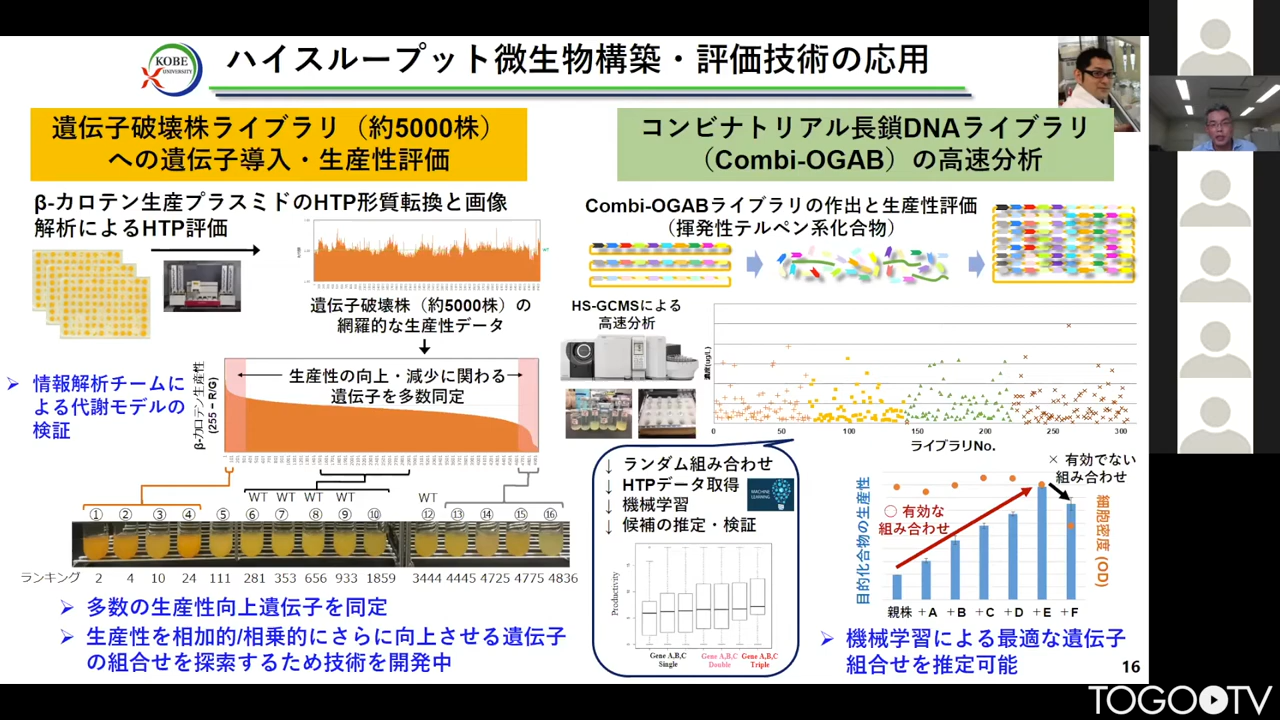 KOBE
UNIVERSITY
ハイスループット微生物構築・評価技術の応用
遺伝子破壊株ライブラリ（約5000株）
への遺伝子導入・生産性評価
β-カロテン生産プラスミドのHTP形質転換と画像
解析によるHTP評価
遺伝子破壊株（約5000株）の
網羅的な生産性データ
情報解析チームに
よる代謝モデルの
検証
β-カロテン生産性
(255 – R/G)
生産性の向上・減少に関わる
遺伝子を多数同定
WT WT WT WT WT
① ② ③ ④ ⑤ ⑥ ⑦ ⑧ ⑨ ⑩ ⑫ ⑬ ⑭ ⑮ ⑯
ランキング 2 4 10 24 111 281 353 656 933 1859 3444 4445 4725 4775 4836
多数の生産性向上遺伝子を同定
生産性を相加的/相乗的にさらに向上させる遺伝子
の組合せを探索するため技術を開発中
コンビナトリアル長鎖DNAライブラリ
（Combi-OGAB）の高速分析
Combi-OGABライブラリの作出と生産性評価
（揮発性テルペン系化合物）
HS-GCMSによる
高速分析
濃度(ug/L)
0 50 100 150 200 250 300
ライブラリNo.
↓ ランダム組み合わせ
↓ HTPデータ取得
↓ 機械学習
↓ 候補の推定・検証
MACHINE
LEARNING
Productivity
Gene A,B,C
Single
Gene A,B,C
Double
Gene A,B,C
Triple
× 有効でない
組み合わせ
〇 有効な
組み合わせ
目的化合物の生産性
細胞密度 (OD)
親株 +A +B +C +D +E +F
機械学習による最適な遺伝子
組合せを推定可能
16
TOGOTV